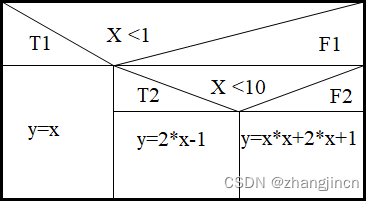 X <1
T1
F1
X <10
T2
F2
y=x
y=2*x-1
y=x*x+2*x+1
CSDN @zhangjincn